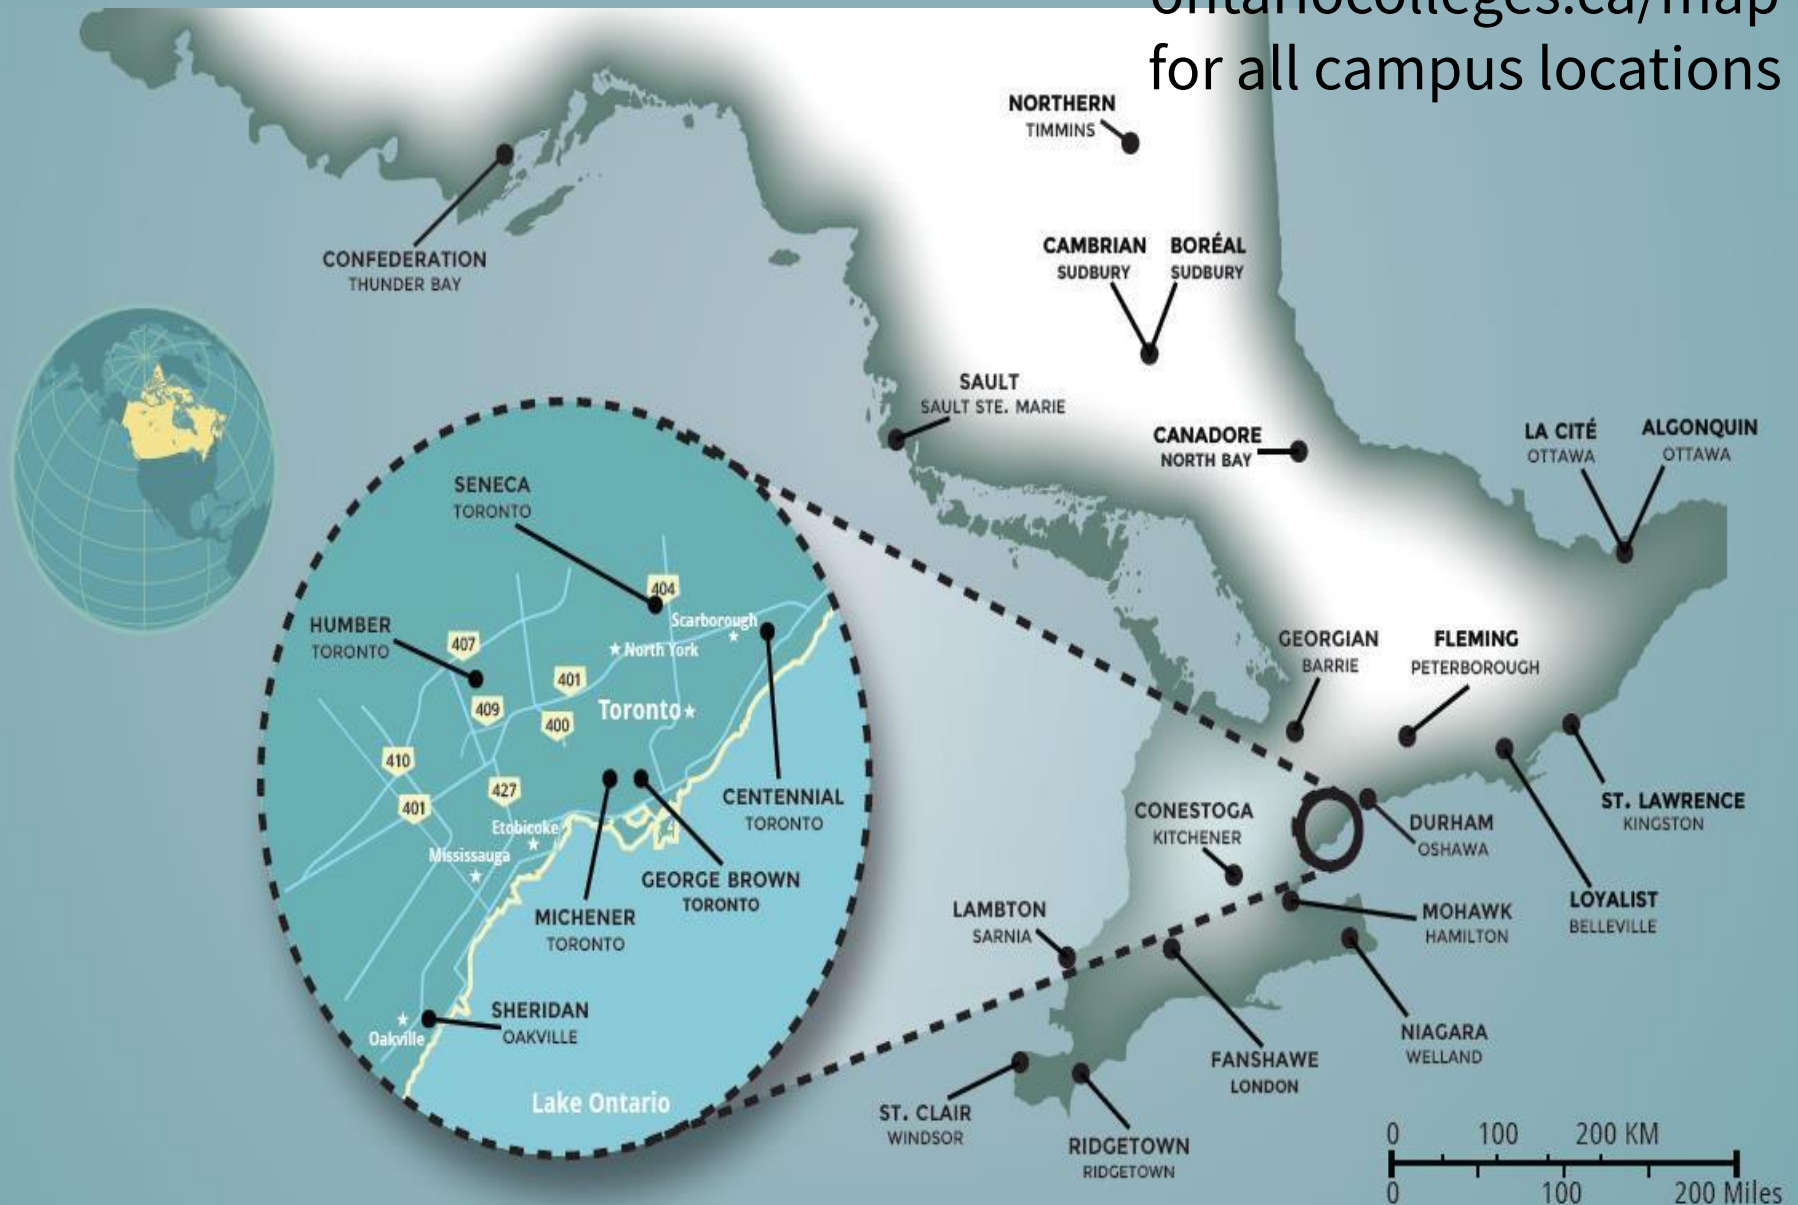 ontariocolleges.ca/map
for all campus locations
NORTHERN
TIMMINS
CONFEDERATION
THUNDER BAY
CAMBRIAN
SUDBURY
BORÉAL
SUDBURY
SAULT
SAULT STE. MARIE
CANADORE
NORTH BAY
LA CITÉ
OTTAWA
ALGONQUIN
OTTAWA
SENECA
TORONTO
404
Scarborough
HUMBER
TORONTO
407
North York
401
409
400
Toronto
410
401
427
Etobicoke
Mississauga
CENTENNIAL
TORONTO
GEORGE BROWN
TORONTO
MICHENER
TORONTO
SHERIDAN
OAKVILLE
Oakville
Lake Ontario
GEORGIAN
BARRIE
FLEMING
PETERBOROUGH
CONESTOGA
KITCHENER
DURHAM
OSHAWA
ST. LAWRENCE
KINGSTON
LOYALIST
BELLEVILLE
LAMBTON
SARNIA
MOHAWK
HAMILTON
NIAGARA
WELLAND
FANSHAWE
LONDON
ST. CLAIR
WINDSOR
RIDGETOWN
RIDGETOWN
0 100 200 KM
0 100 200 Miles